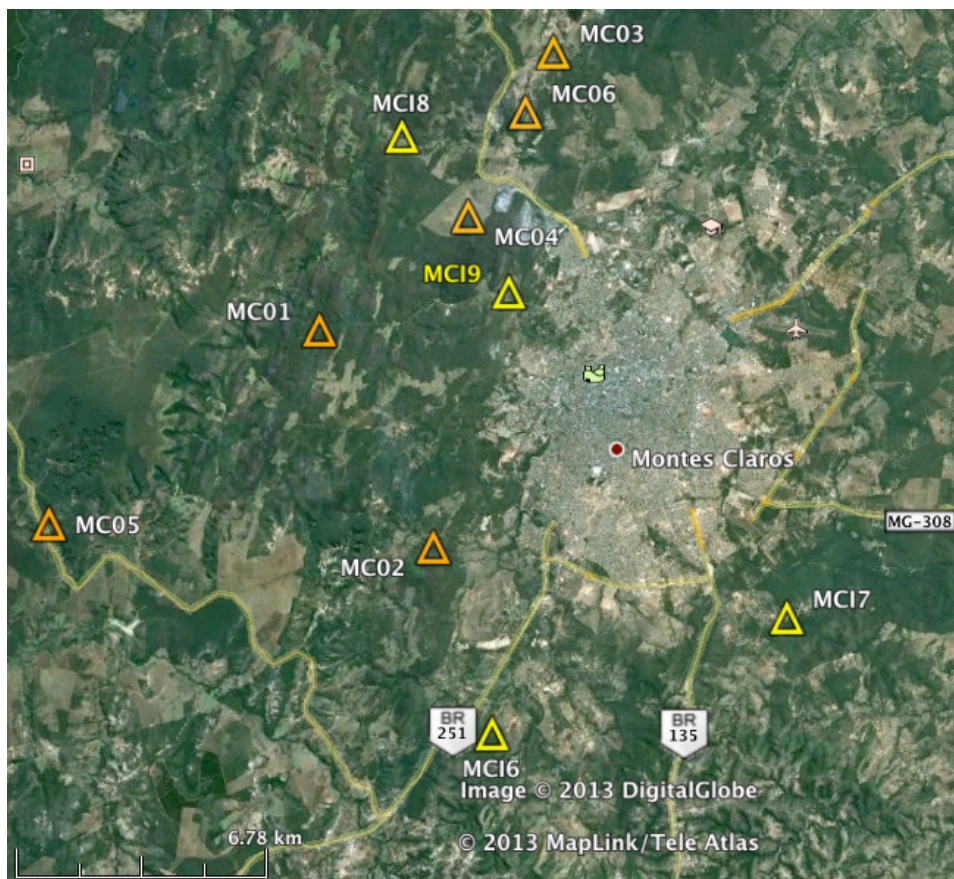 MC03
MC06
MCI8
MC04
MCI9
MC01
Montes Claros
MG-308
MC05
MC02
MCI7
BR
251
BR
135
MCI6
Image © 2013 DigitalGlobe
6.78 km
© 2013 MapLink/Tele Atlas